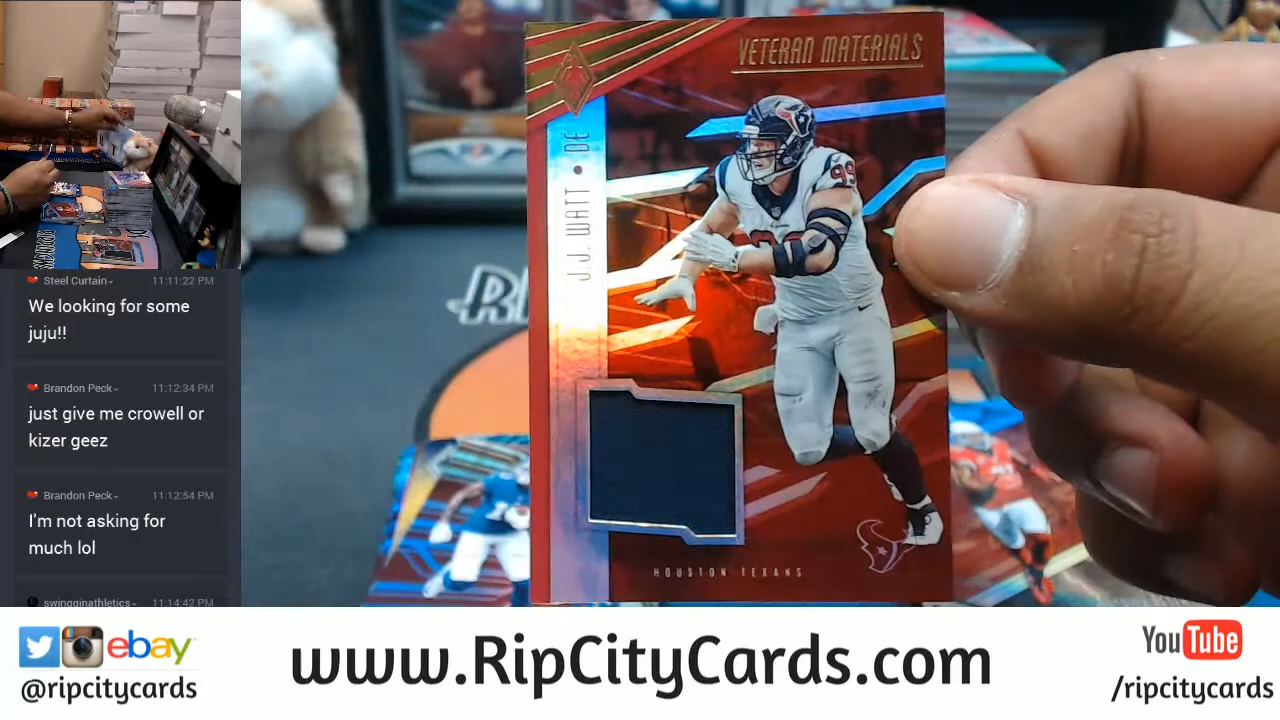 Steel Curtain
11:11:22 PM
We looking for some
juju!!
Brandon Peck
11:12:34 PM
just give me crowell or
kizer geez
Brandon Peck
11:12:54 PM
I'm not asking for
much lol
swingginathletics
11:14:42 PM
VETERAN MATERIALS
J.J. WATT • DE
99
HOUSTON TEXANS
ebay
@ripcitycards
www.RipCityCards.com
YouTube
/ripcitycards